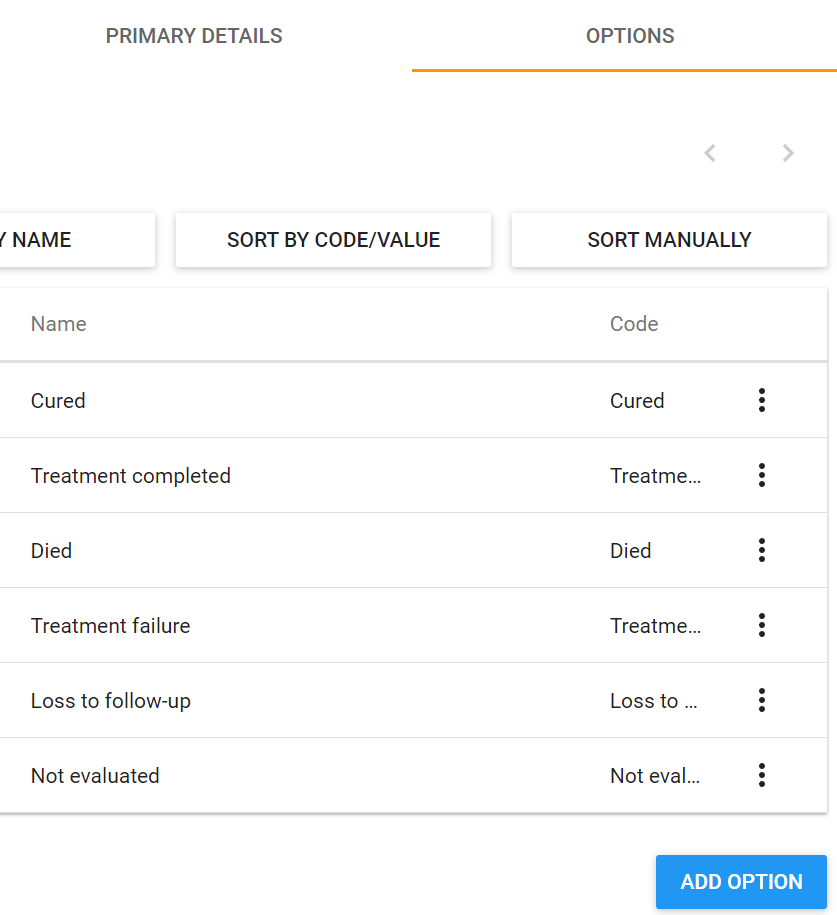 PRIMARY DETAILS OPTIONS
Y NAME SORT BY CODE/VALUE SORT MANUALLY
Name Code
Cured Cured
Treatment completed Treatme...
Died Died
Treatment failure Treatme...
Loss to follow-up Loss to ...
Not evaluated Not eval...
ADD OPTION